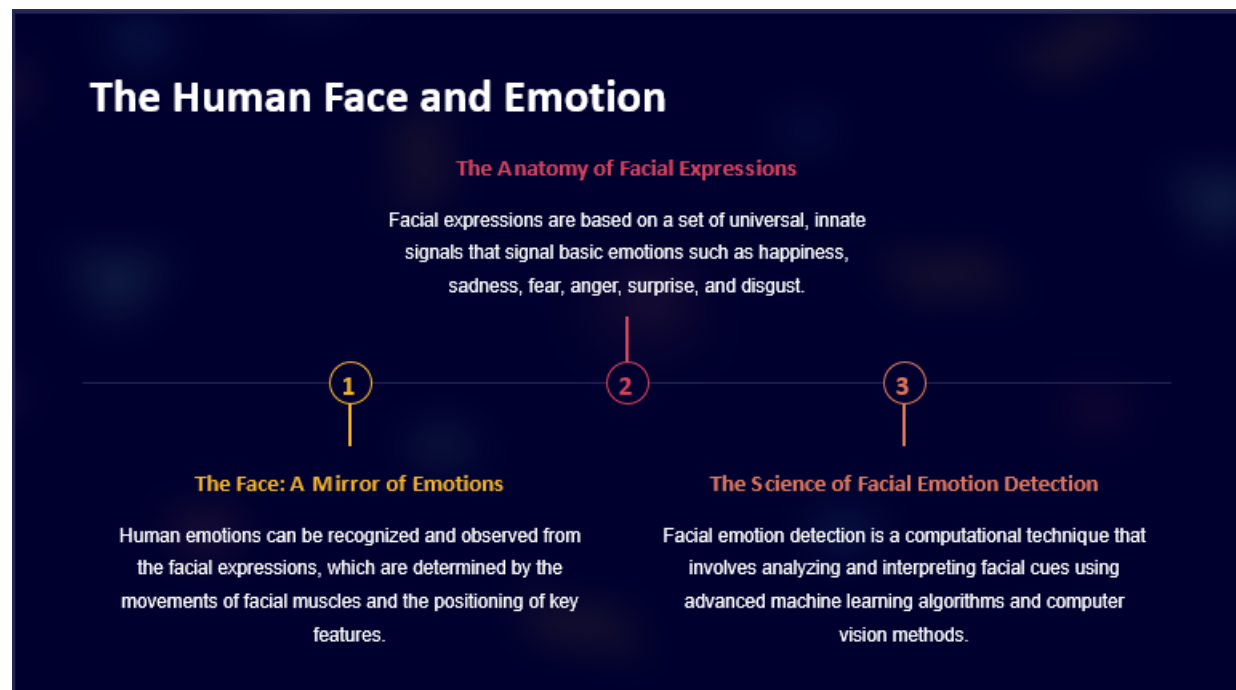 The Human Face and Emotion
The Anatomy of Facial Expressions
Facial expressions are based on a set of universal, innate
signals that signal basic emotions such as happiness,
sadness, fear, anger, surprise, and disgust.
1
2
3
The Face: A Mirror of Emotions
Human emotions can be recognized and observed from
the facial expressions, which are determined by the
movements of facial muscles and the positioning of key
features.
The Science of Facial Emotion Detection
Facial emotion detection is a computational technique that
involves analyzing and interpreting facial cues using
advanced machine learning algorithms and computer
vision methods.